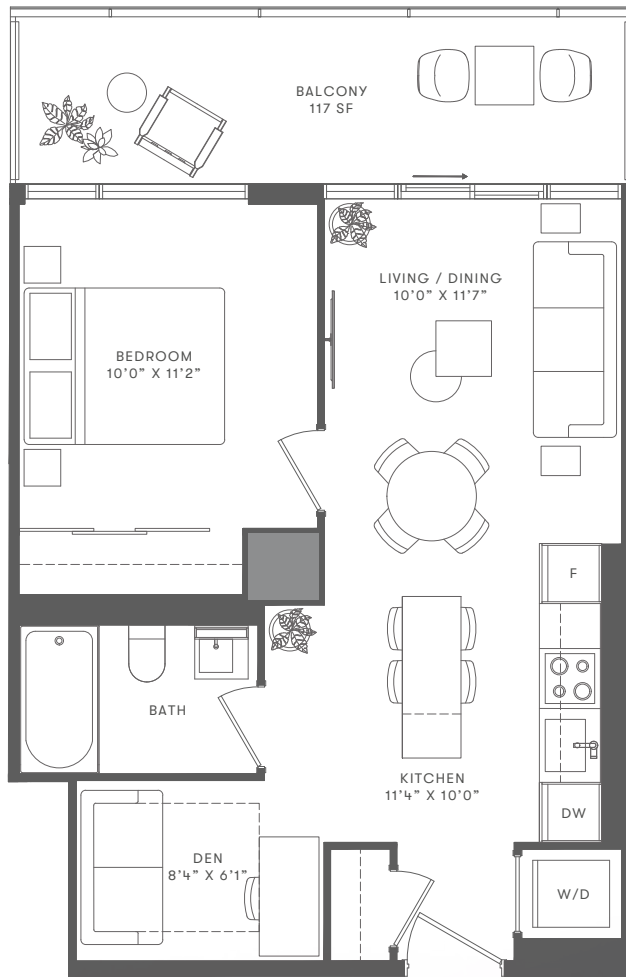 BALCONY
117 SF
LIVING / DINING
10'0" X 11'7"
BEDROOM
10'0" X 11'2"
F
BATH
KITCHEN
11'4" X 10'0"
DW
DEN
8'4" X 6'1"
W/D